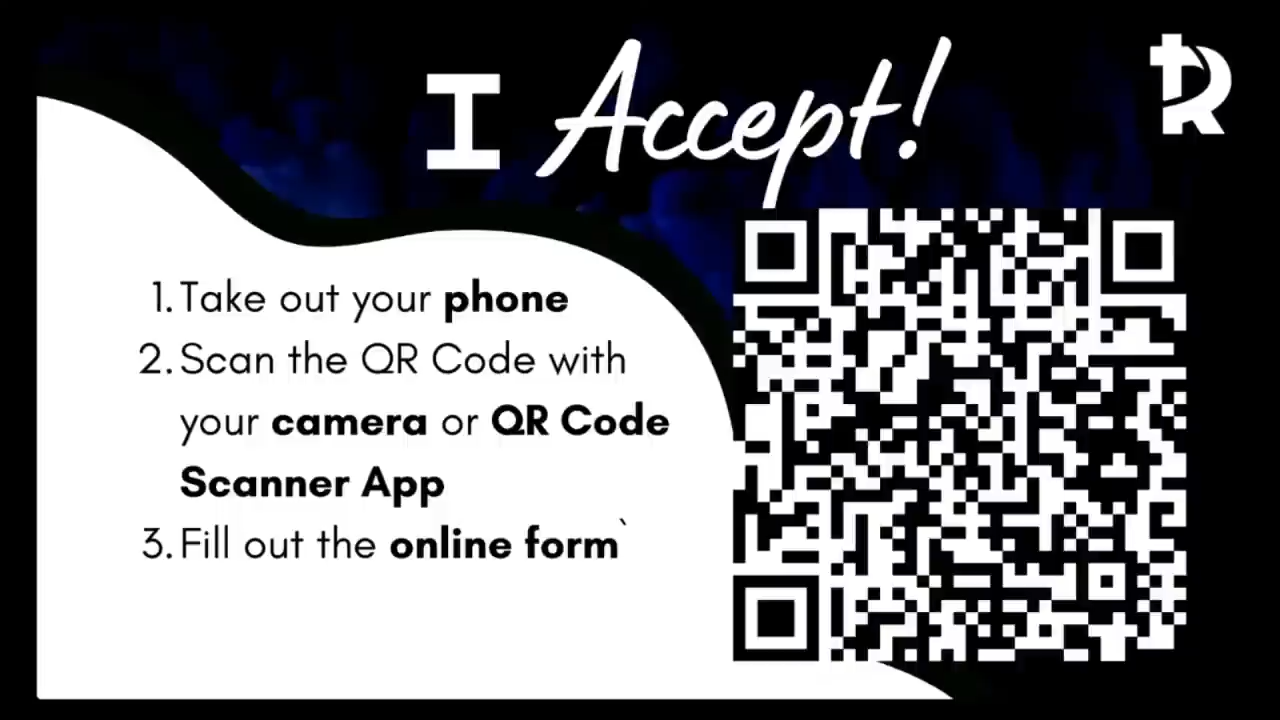 I Accept!
1. Take out your phone
2. Scan the QR Code with
your camera or QR Code
Scanner App
3. Fill out the online form`